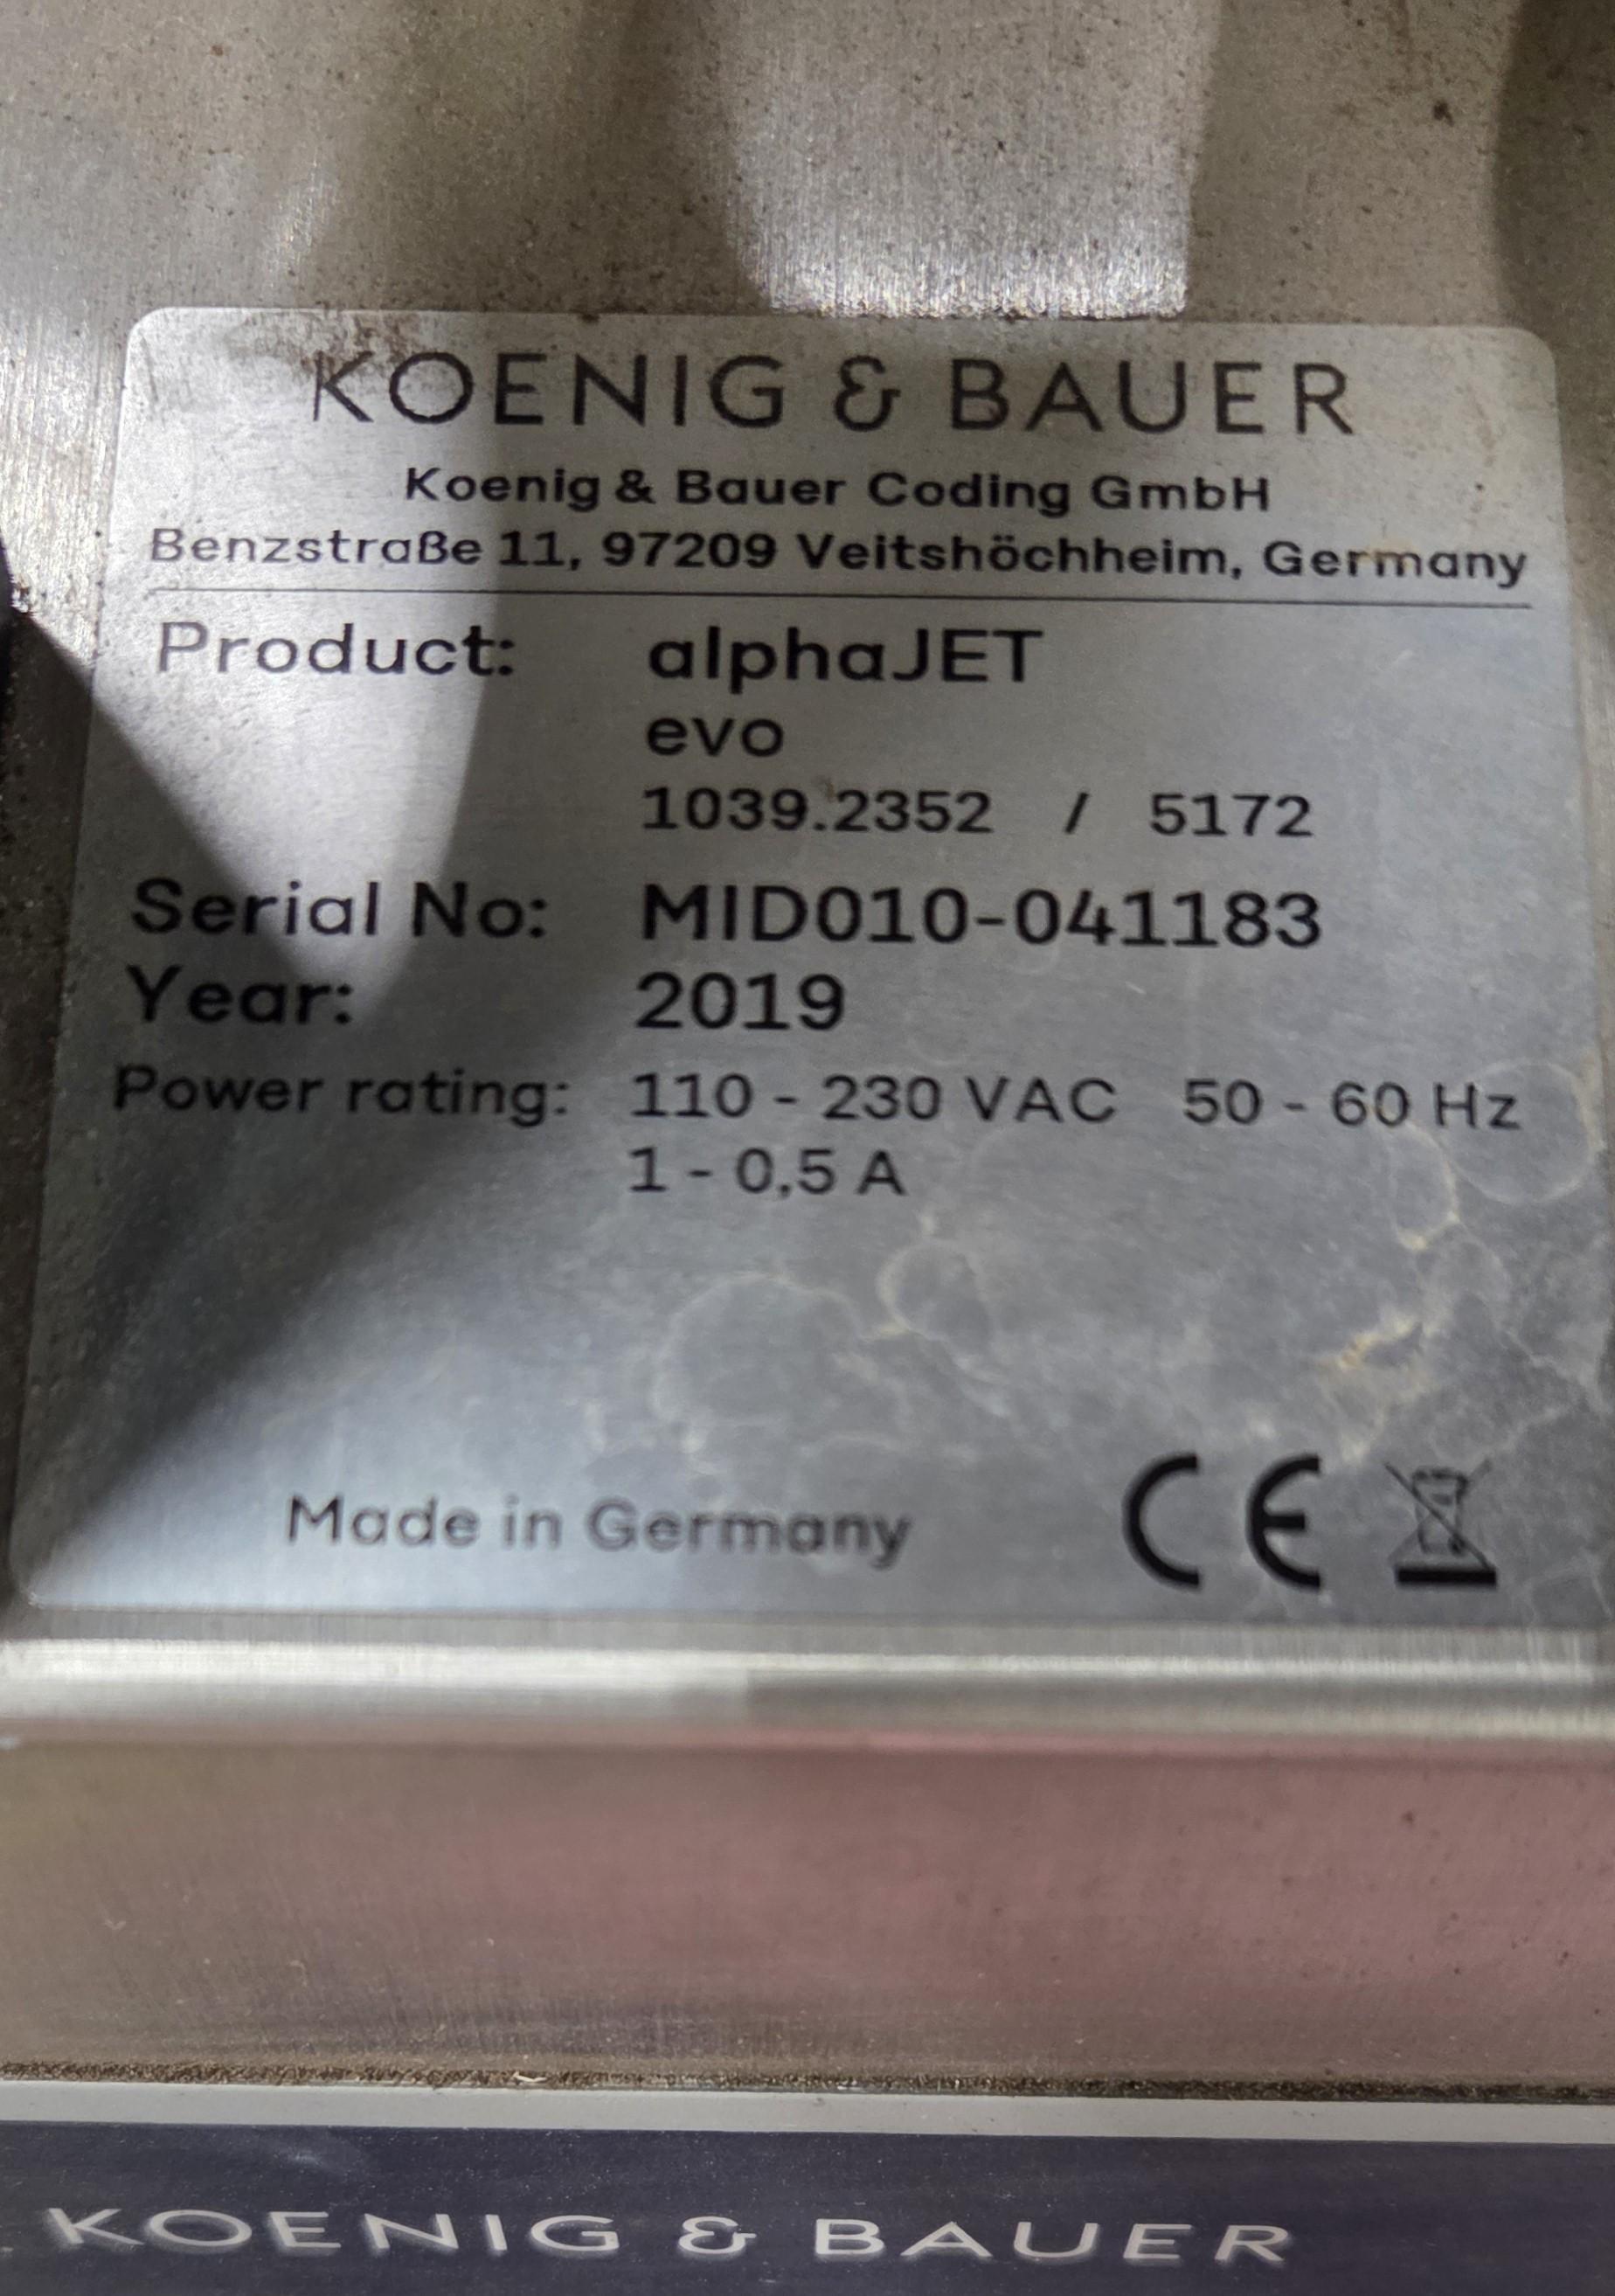 KOENIG & BAUER
Koenig & Bauer Coding GmbH
Benzstraße 11, 97209 Veitshöchheim, Germany
Product: alphaJET
evo
1039.2352 / 5172
Serial No: MID010-041183
Year: 2019
Power rating: 110 - 230 VAC 50 - 60 Hz
1 - 0,5 A
Made in Germany CE
KOENIG & BAUER